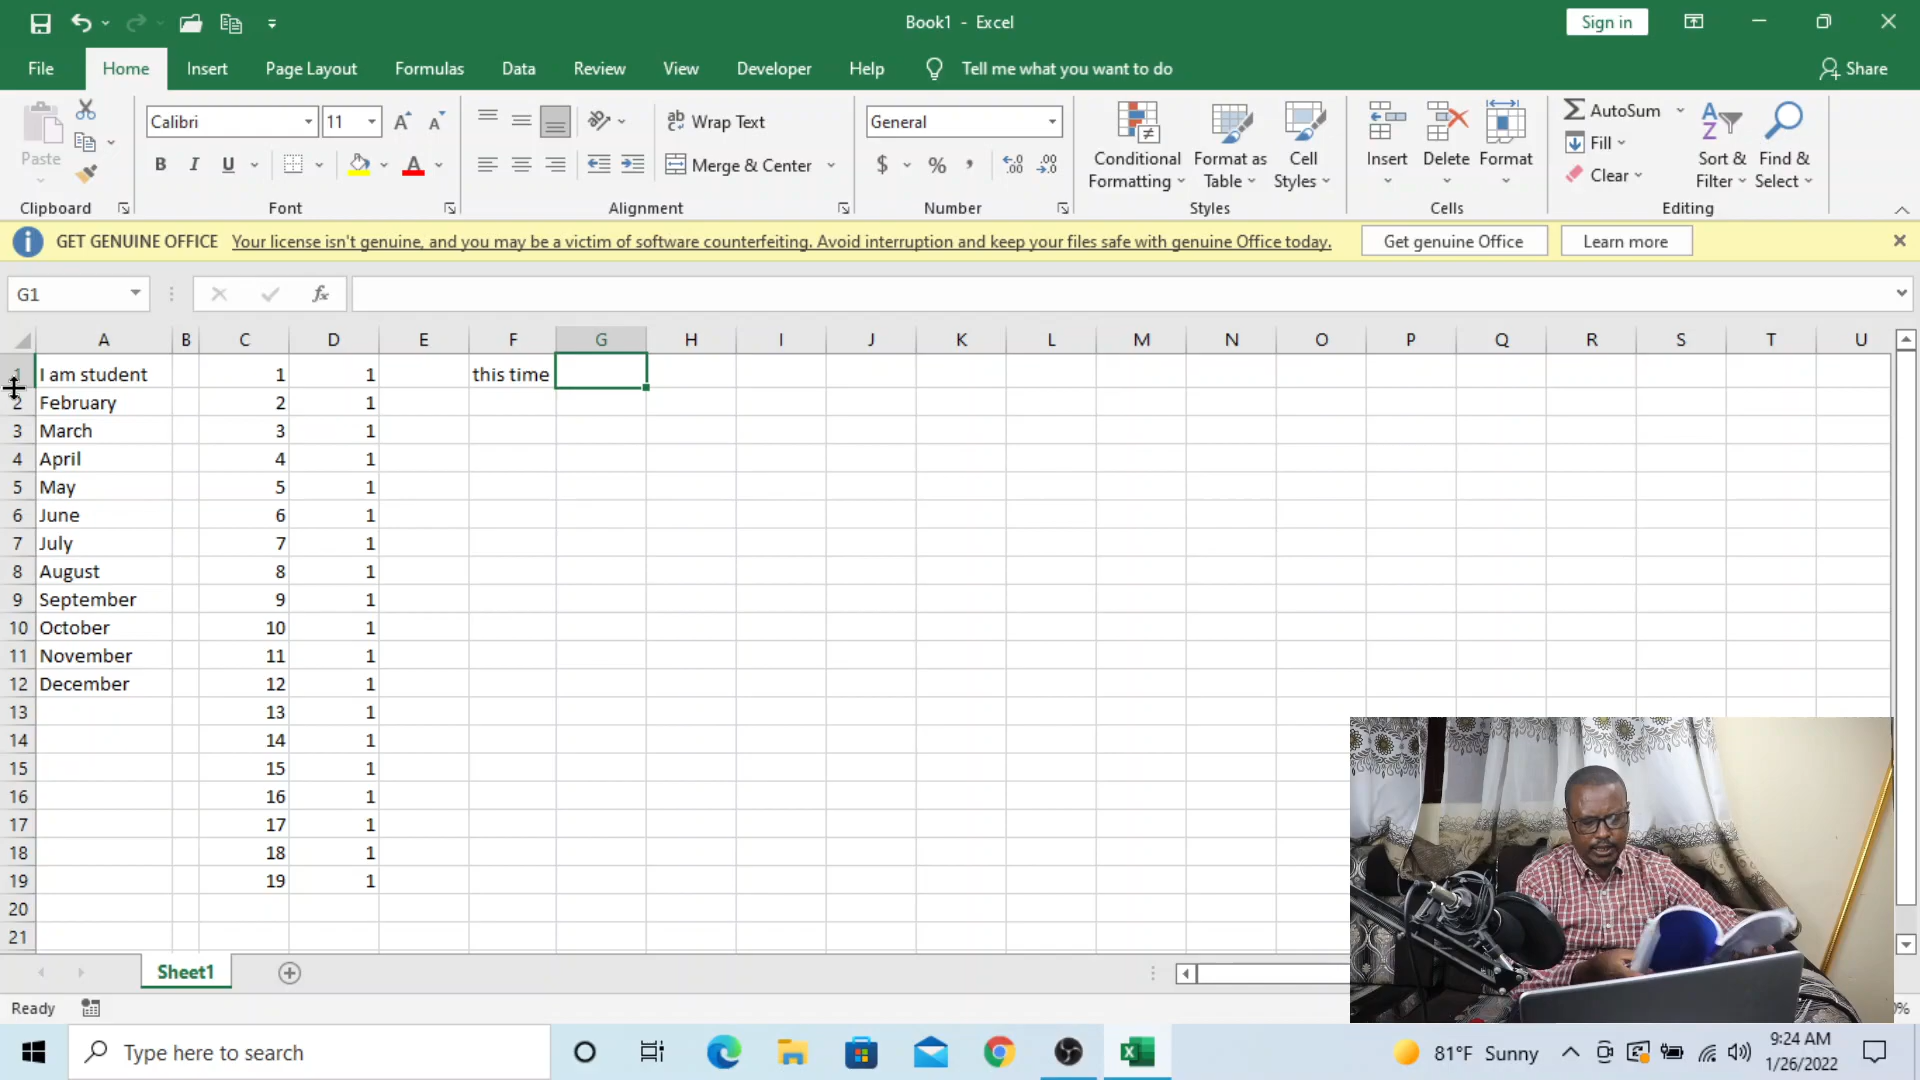 Book1 - Excel
Sign in
File Home Insert Page Layout Formulas Data Review View Developer Help Tell me what you want to do Share
Paste
Calibri 11
B I U A
ab Wrap Text
Merge & Center
General
$ % ,
Conditional Formatting
Format as Table
Cell Styles
Insert Delete Format
AutoSum
Fill
Clear
Sort & Filter
Find & Select
Clipboard Font Alignment Number Styles Cells Editing
GET GENUINE OFFICE Your license isn't genuine, and you may be a victim of software counterfeiting. Avoid interruption and keep your files safe with genuine Office today. Get genuine Office Learn more
G1 fx
A B C D E F G H I J K L M N O P Q R S T U
1 I am student 1 1 this time
2 February 2 1
3 March 3 1
4 April 4 1
5 May 5 1
6 June 6 1
7 July 7 1
8 August 8 1
9 September 9 1
10 October 10 1
11 November 11 1
12 December 12 1
13 13 1
14 14 1
15 15 1
16 16 1
17 17 1
18 18 1
19 19 1
20
21
Sheet1
Ready
Type here to search
81°F Sunny
9:24 AM
1/26/2022